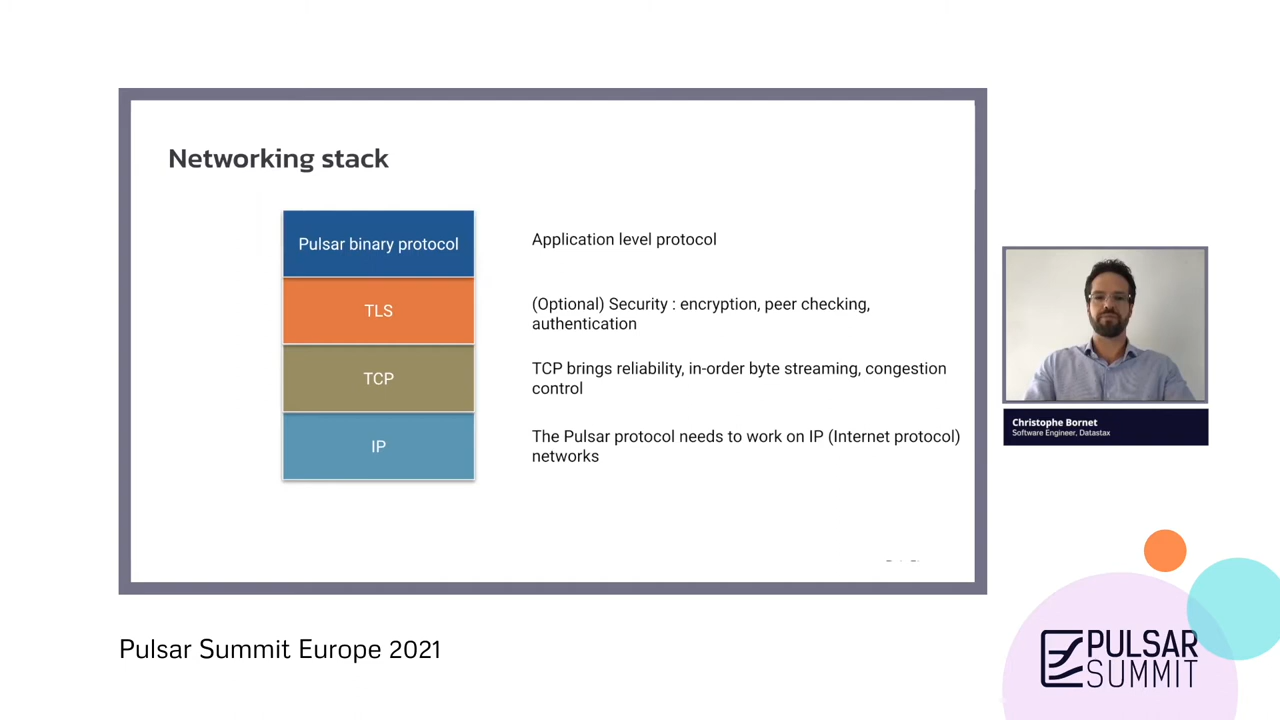 Networking stack
Pulsar binary protocol
Application level protocol
TLS
(Optional) Security : encryption, peer checking,
authentication
TCP
TCP brings reliability, in-order byte streaming, congestion
control
IP
The Pulsar protocol needs to work on IP (Internet protocol)
networks
Christophe Bornet
Software Engineer, Datastax
Pulsar Summit Europe 2021
PULSAR
SUMMIT